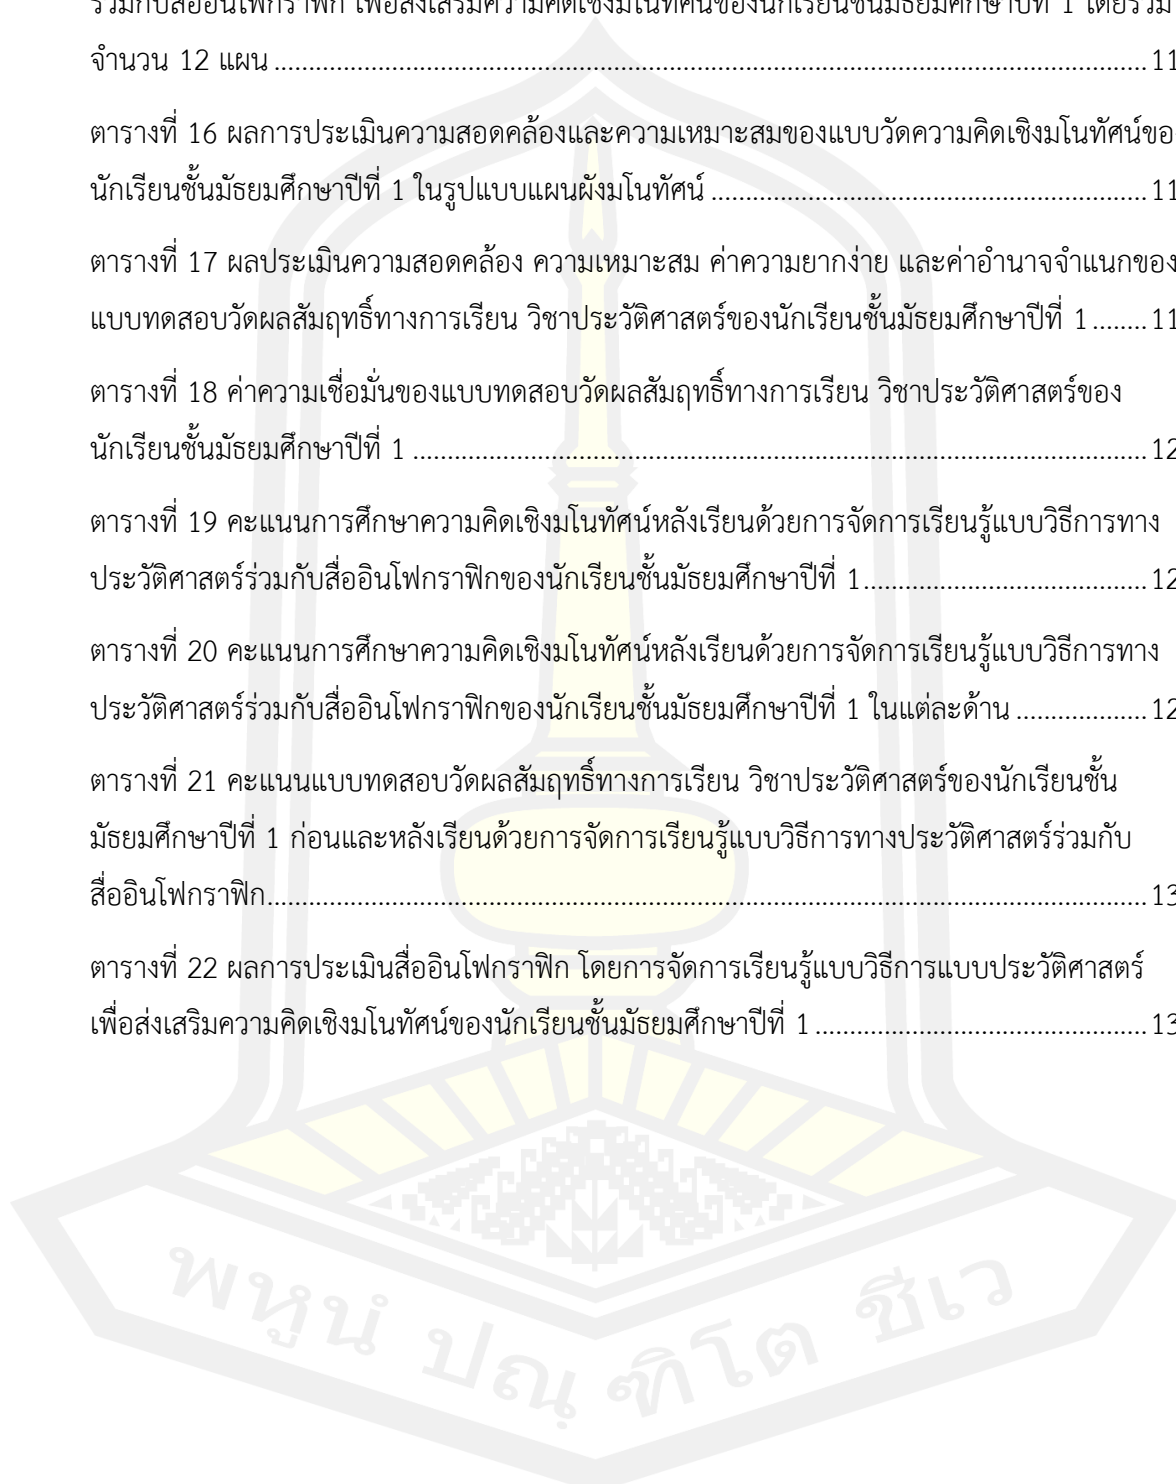 ร่วมกับสื่ออินโฟกราฟิก เพื่อส่งเสริมความคิดเชิงมโนทัศน์ของนักเรียนชั้นมัธยมศึกษาปีที่ 1 โดยรวม
จำนวน 12 แผน ........ 11
ตารางที่ 16 ผลการประเมินความสอดคล้องและความเหมาะสมของแบบวัดความคิดเชิงมโนทัศน์ขอ
นักเรียนชั้นมัธยมศึกษาปีที่ 1 ในรูปแบบแผนผังมโนทัศน์ ........ 11
ตารางที่ 17 ผลประเมินความสอดคล้อง ความเหมาะสม ค่าความยากง่าย และค่าอำนาจจำแนกของ
แบบทดสอบวัดผลสัมฤทธิ์ทางการเรียน วิชาประวัติศาสตร์ของนักเรียนชั้นมัธยมศึกษาปีที่ 1 ........ 11
ตารางที่ 18 ค่าความเชื่อมั่นของแบบทดสอบวัดผลสัมฤทธิ์ทางการเรียน วิชาประวัติศาสตร์ของ
นักเรียนชั้นมัธยมศึกษาปีที่ 1 ........ 12
ตารางที่ 19 คะแนนการศึกษาความคิดเชิงมโนทัศน์หลังเรียนด้วยการจัดการเรียนรู้แบบวิธีการทาง
ประวัติศาสตร์ร่วมกับสื่ออินโฟกราฟิกของนักเรียนชั้นมัธยมศึกษาปีที่ 1 ........ 12
ตารางที่ 20 คะแนนการศึกษาความคิดเชิงมโนทัศน์หลังเรียนด้วยการจัดการเรียนรู้แบบวิธีการทาง
ประวัติศาสตร์ร่วมกับสื่ออินโฟกราฟิกของนักเรียนชั้นมัธยมศึกษาปีที่ 1 ในแต่ละด้าน ........ 12
ตารางที่ 21 คะแนนแบบทดสอบวัดผลสัมฤทธิ์ทางการเรียน วิชาประวัติศาสตร์ของนักเรียนชั้น
มัธยมศึกษาปีที่ 1 ก่อนและหลังเรียนด้วยการจัดการเรียนรู้แบบวิธีการทางประวัติศาสตร์ร่วมกับ
สื่ออินโฟกราฟิก ........ 13
ตารางที่ 22 ผลการประเมินสื่ออินโฟกราฟิก โดยการจัดการเรียนรู้แบบวิธีการแบบประวัติศาสตร์
เพื่อส่งเสริมความคิดเชิงมโนทัศน์ของนักเรียนชั้นมัธยมศึกษาปีที่ 1 ........ 13
พหูนํ ปณฺฑิโต ชีเว